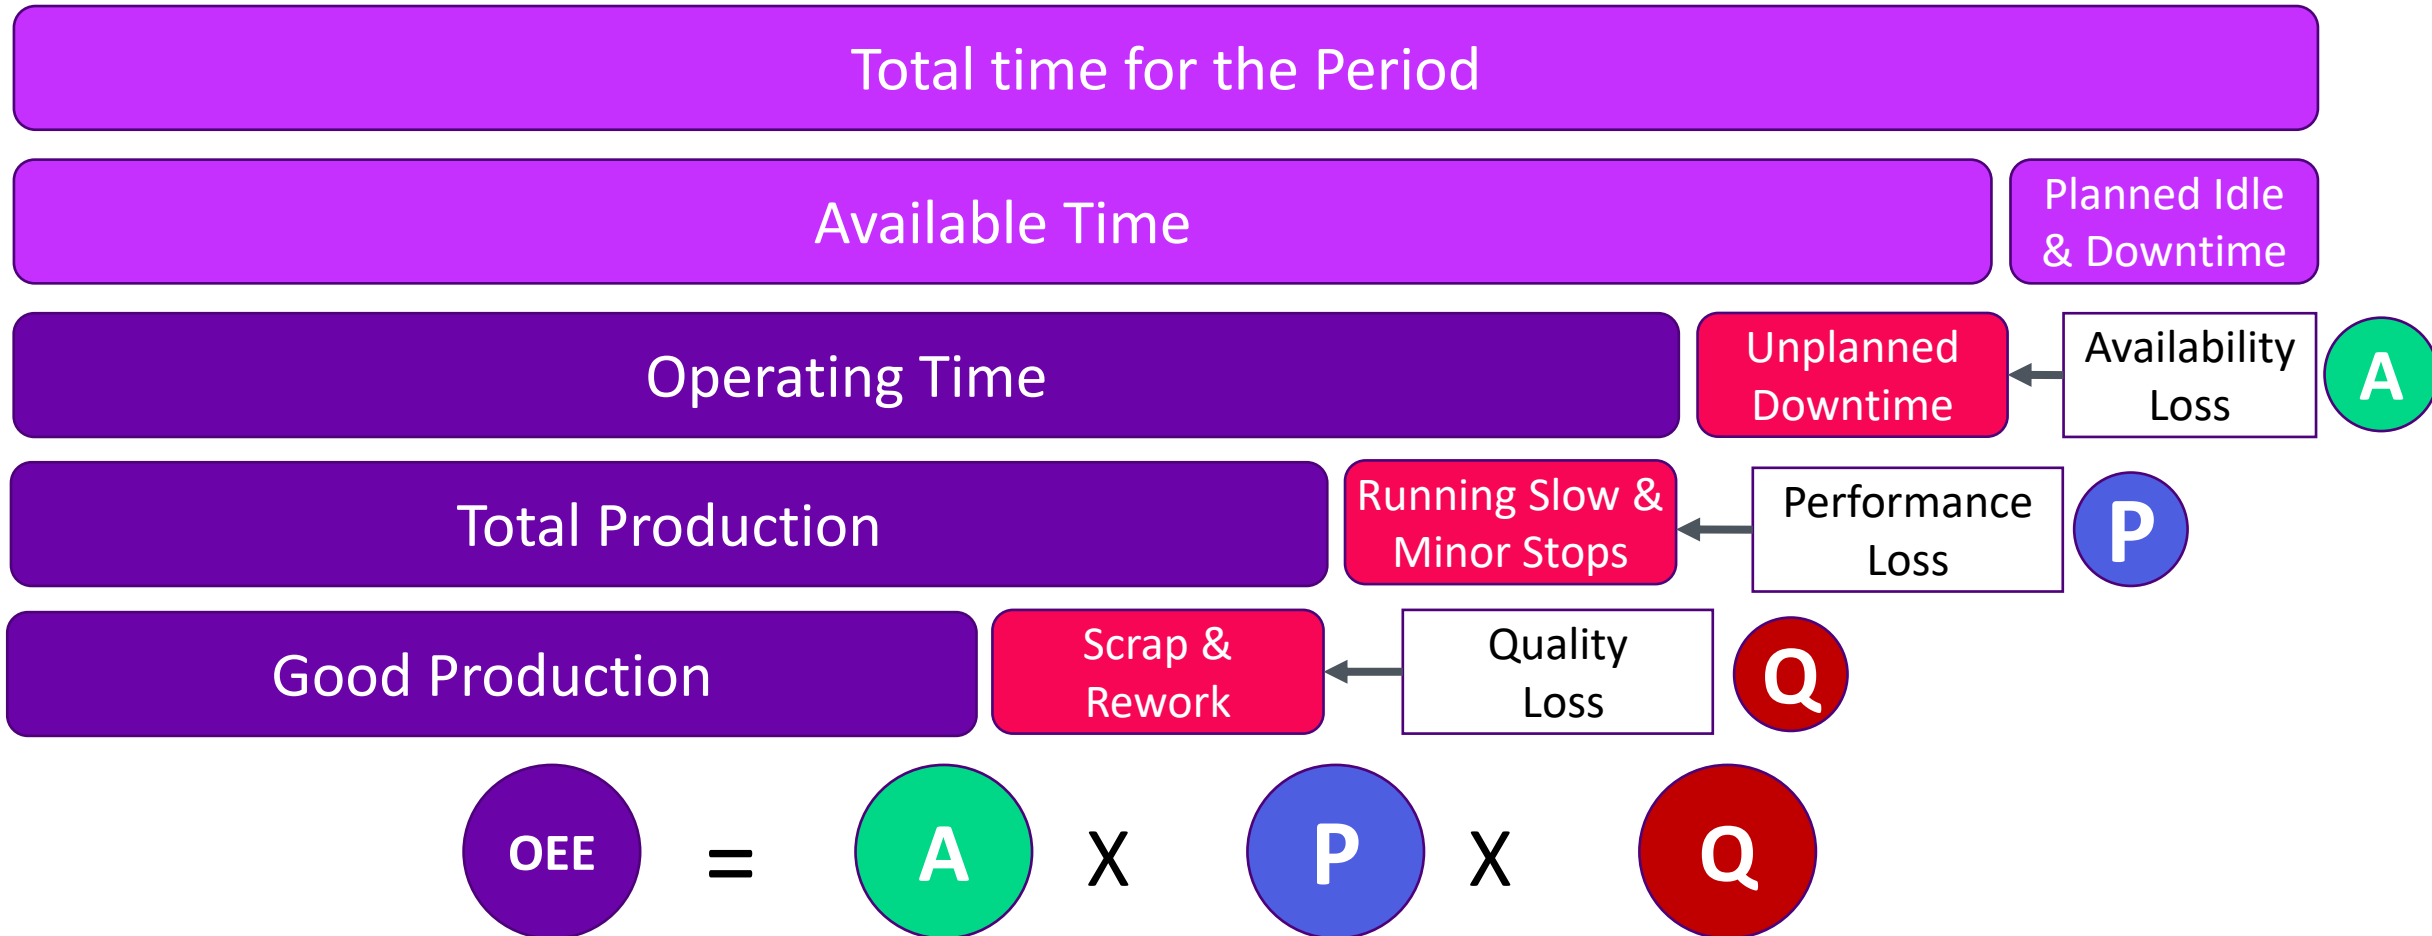 Total time for the Period
Available Time
Planned Idle
& Downtime
Operating Time
Unplanned
Downtime
Availability
Loss
A
Total Production
Running Slow &
Minor Stops
Performance
Loss
P
Good Production
Scrap &
Rework
Quality
Loss
Q
OEE = A X P X Q